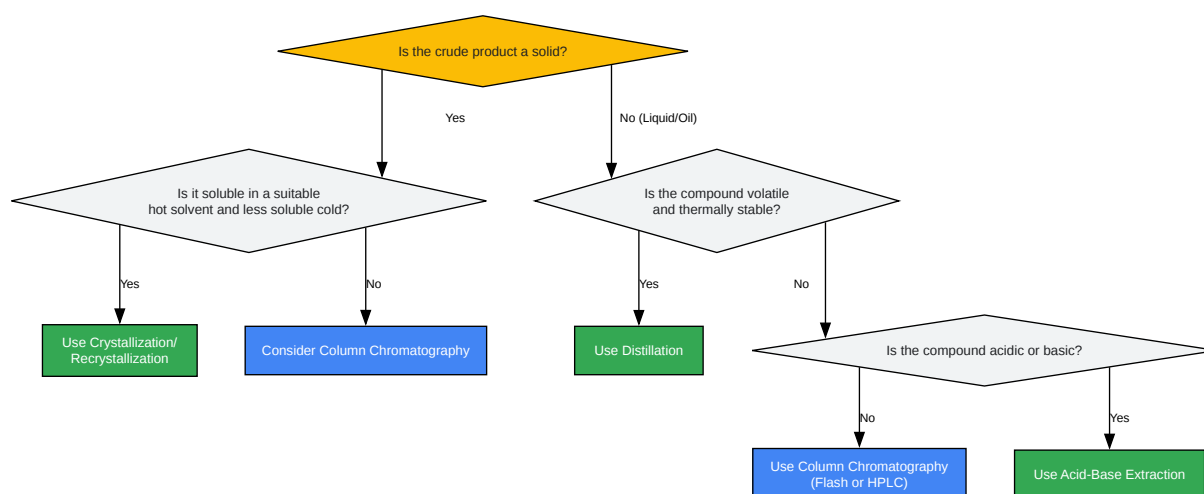 Is the crude product a solid?
Yes
No (Liquid/Oil)
Is it soluble in a suitable
hot solvent and less soluble cold?
Is the compound volatile
and thermally stable?
Yes
No
Yes
No
Use Crystallization/
Recrystallization
Consider Column Chromatography
Use Distillation
Is the compound acidic or basic?
No
Yes
Use Column Chromatography
(Flash or HPLC)
Use Acid-Base Extraction